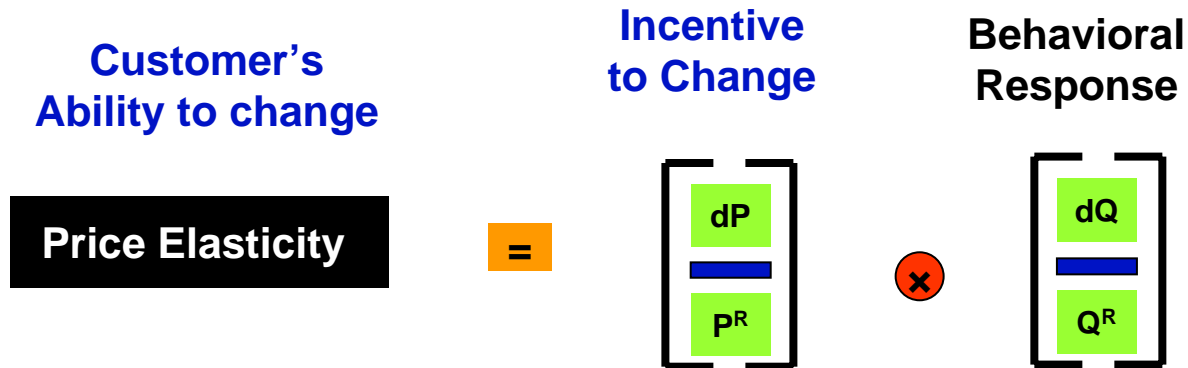 Customer's
Ability to change
Incentive
to Change
Behavioral
Response
Price Elasticity
=
dP
P^R
×
dQ
Q^R